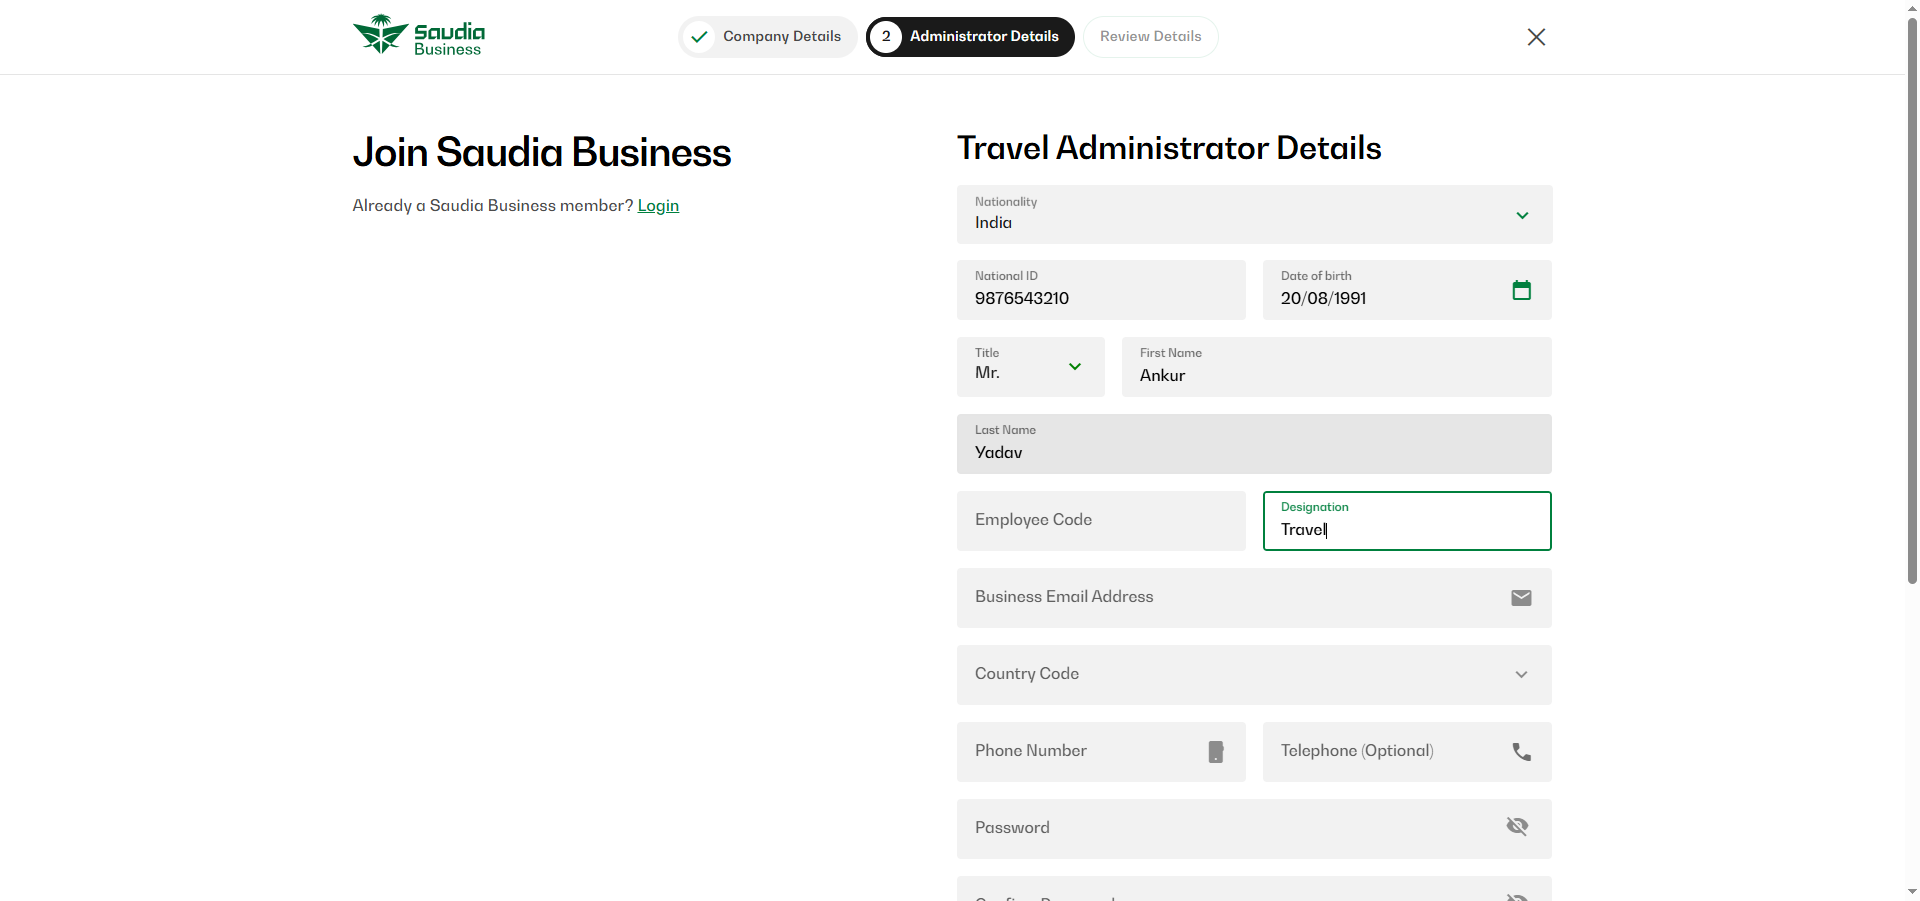 Saudia
Business
Company Details
2
Administrator Details
Review Details
Join Saudia Business
Already a Saudia Business member? Login
Travel Administrator Details
Nationality
India
National ID
9876543210
Date of birth
20/08/1991
Title
Mr.
First Name
Ankur
Last Name
Yadav
Employee Code
Designation
Travel
Business Email Address
Country Code
Phone Number
Telephone (Optional)
Password